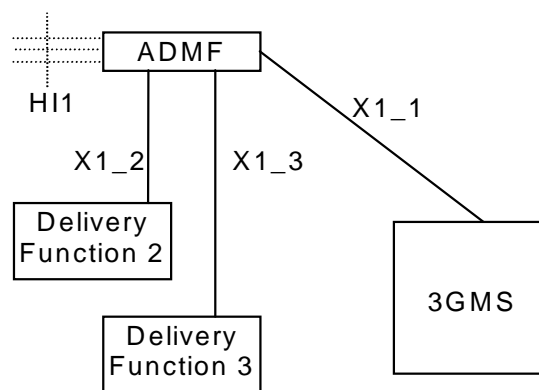 ADMF
HI1
X1_1
X1_2
X1_3
Delivery
Function 2
3GMS
Delivery
Function 3